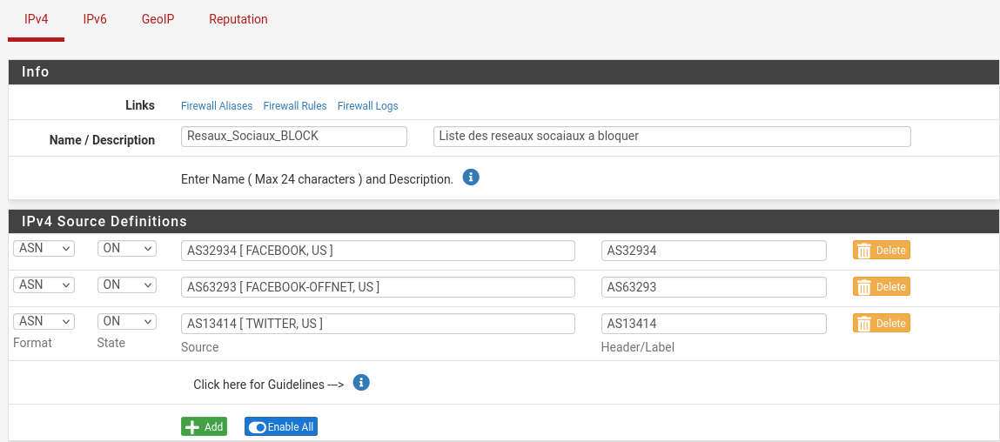 IPv4 IPv6 GeoIP Reputation
Info
Links Firewall Aliases Firewall Rules Firewall Logs
Name / Description Resaux_Sociaux_BLOCK Liste des reseaux socaiaux a bloquer
Enter Name ( Max 24 characters ) and Description.
IPv4 Source Definitions
ASN ON AS32934 [ FACEBOOK, US ] AS32934 Delete
ASN ON AS63293 [ FACEBOOK-OFFNET, US ] AS63293 Delete
ASN ON AS13414 [ TWITTER, US ] AS13414 Delete
Format State Source Header/Label
Click here for Guidelines --->
Add Enable All